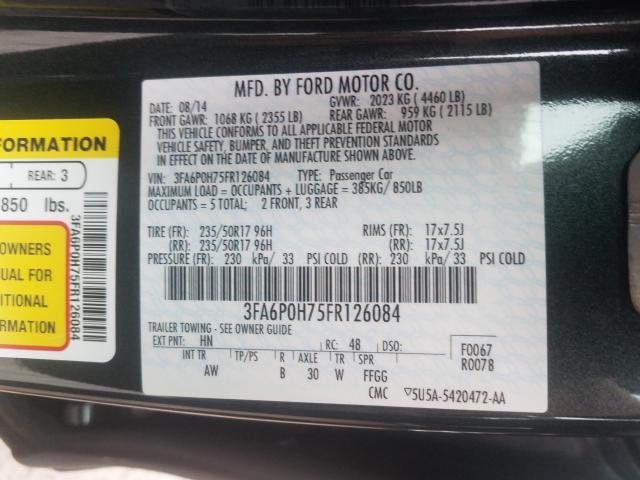 MFD. BY FORD MOTOR CO.
DATE: 08/14 GVWR: 2023 KG ( 4460 LB)
FRONT GAWR: 1068 KG ( 2355 LB) REAR GAWR: 959 KG ( 2115 LB)
THIS VEHICLE CONFORMS TO ALL APPLICABLE FEDERAL MOTOR
VEHICLE SAFETY, BUMPER, AND THEFT PREVENTION STANDARDS
IN EFFECT ON THE DATE OF MANUFACTURE SHOWN ABOVE.
VIN: 3FA6P0H75FR126084 TYPE: Passenger Car
MAXIMUM LOAD = OCCUPANTS + LUGGAGE = 385KG/ 850LB
OCCUPANTS = 5 TOTAL; 2 FRONT, 3 REAR
TIRE (FR): 235/50R17 96H RIMS (FR): 17x7.5J
(RR): 235/50R17 96H (RR): 17x7.5J
PRESSURE (FR): 230 kPa/ 33 PSI COLD (RR): 230 kPa/ 33 PSI COLD
3FA6P0H75FR126084
TRAILER TOWING - SEE OWNER GUIDE
EXT PNT: HN RC: 48 DSO:
INT TR TP/PS R AXLE TR SPR
AW B 30 W FFGG
F0067
R0078
CMC 5U5A-5420472-AA
FORMATION
REAR: 3
850 lbs.
OWNERS
UAL FOR
ITIONAL
MATION
3FA6P0H75FR126084